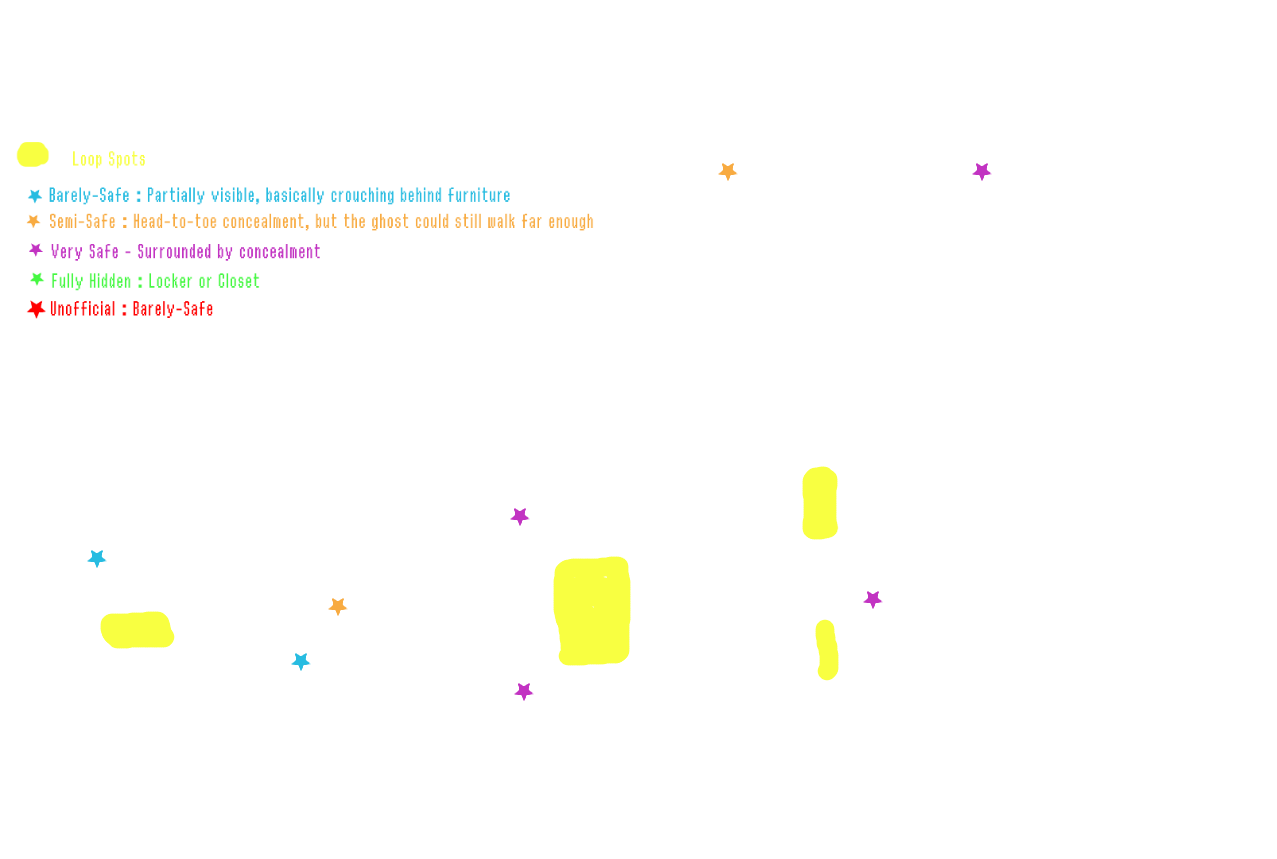 Loop Spots
Barely-Safe : Partially visible, basically crouching behind furniture
Semi-Safe : Head-to-toe concealment, but the ghost could still walk far enough
Very Safe - Surrounded by concealment
Fully Hidden : Locker or Closet
Unofficial : Barely-Safe